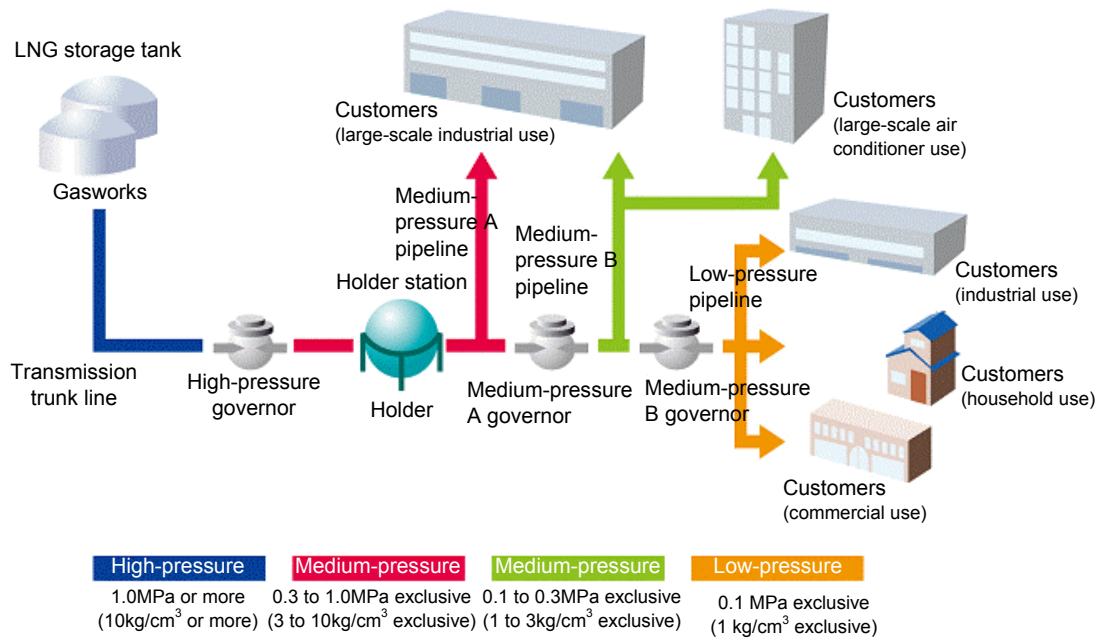 LNG storage tank
Gasworks
Customers
(large-scale industrial use)
Customers
(large-scale air
conditioner use)
Medium-
pressure A
pipeline
Medium-
pressure B
pipeline
Low-pressure
pipeline
Customers
(industrial use)
Holder station
Transmission
trunk line
High-pressure
governor
Holder
Medium-pressure
A governor
Medium-pressure
B governor
Customers
(household use)
Customers
(commercial use)
High-pressure
1.0MPa or more
(10kg/cm³ or more)
Medium-pressure
0.3 to 1.0MPa exclusive
(3 to 10kg/cm³ exclusive)
Medium-pressure
0.1 to 0.3MPa exclusive
(1 to 3kg/cm³ exclusive)
Low-pressure
0.1 MPa exclusive
(1 kg/cm³ exclusive)